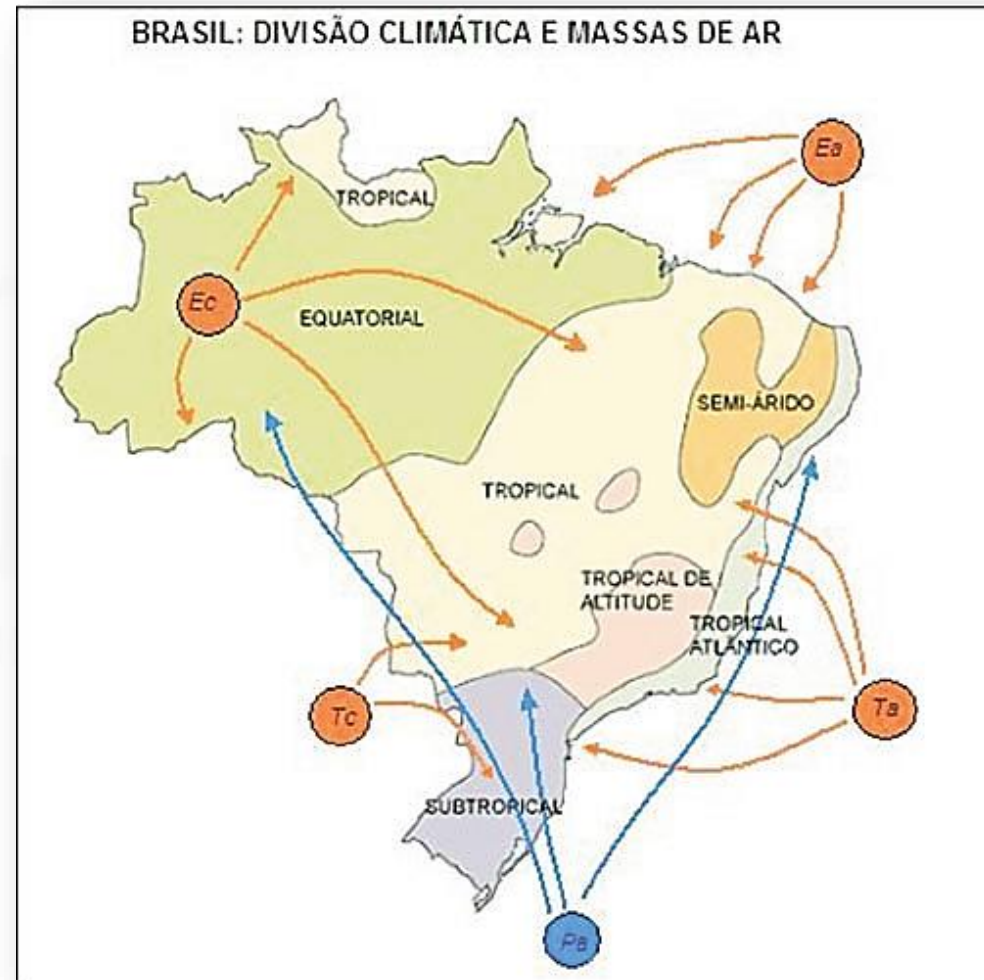 BRASIL: DIVISÃO CLIMÁTICA E MASSAS DE AR
Ea
TROPICAL
Ec
EQUATORIAL
SEMI-ÁRIDO
TROPICAL
TROPICAL DE
ALTITUDE
TROPICAL
ATLÂNTICO
Tc
Ta
SUBTROPICAL
Pa